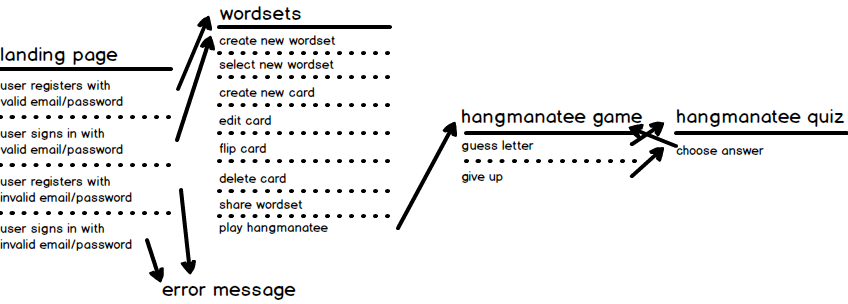 landing page
user registers with
valid email/password
user signs in with
valid email/password
user registers with
invalid email/password
user signs in with
invalid email/password
error message
wordsets
create new wordset
select new wordset
create new card
edit card
flip card
delete card
share wordset
play hangmanatee
hangmanatee game
guess letter
give up
hangmanatee quiz
choose answer